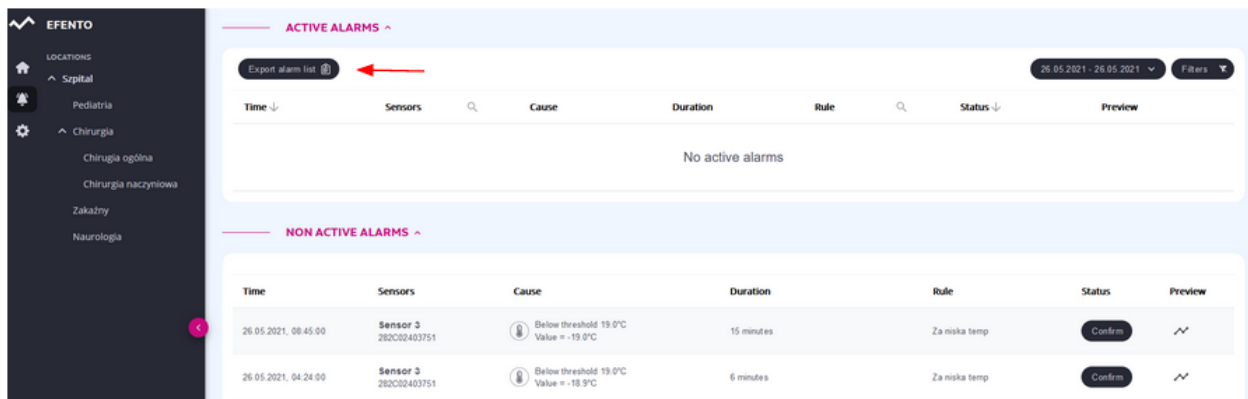 EFENTO
LOCATIONS
Szpital
Pediatria
Chirurgia
Chirugia ogólna
Chirurgia naczyniowa
Zakaźny
Naurologia
ACTIVE ALARMS
Export alarm list
26.05.2021 - 26.05.2021 Filters
Time Sensors Cause Duration Rule Status Preview
No active alarms
NON ACTIVE ALARMS
Time Sensors Cause Duration Rule Status Preview
26.05.2021, 08:45:00 Sensor 3 Below threshold 19.0°C 15 minutes Za niska temp Confirm
282C02403751 Value = -19.0°C
26.05.2021, 04:24:00 Sensor 3 Below threshold 19.0°C 6 minutes Za niska temp Confirm
282C02403751 Value = -18.9°C